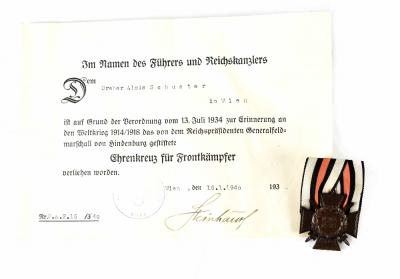 Im Namen des Führers und Reichskanzlers
Dem
Dreher Alois Schuster
in Wien
ist auf Grund der Verordnung vom 13. Juli 1934 zur Erinnerung an
den Weltkrieg 1914/1918 das von dem Reichspräsidenten Generalfeld-
marschall von Hindenburg gestiftete
Ehrenkreuz für Frontkämpfer
verliehen worden.
Wien, den 16.1.1940 193